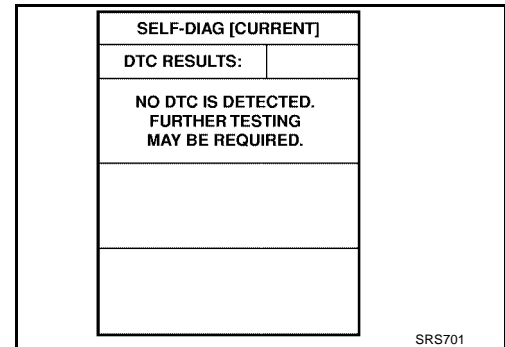 SELF-DIAG [CURRENT]
DTC RESULTS:
NO DTC IS DETECTED.
FURTHER TESTING
MAY BE REQUIRED.
SRS701